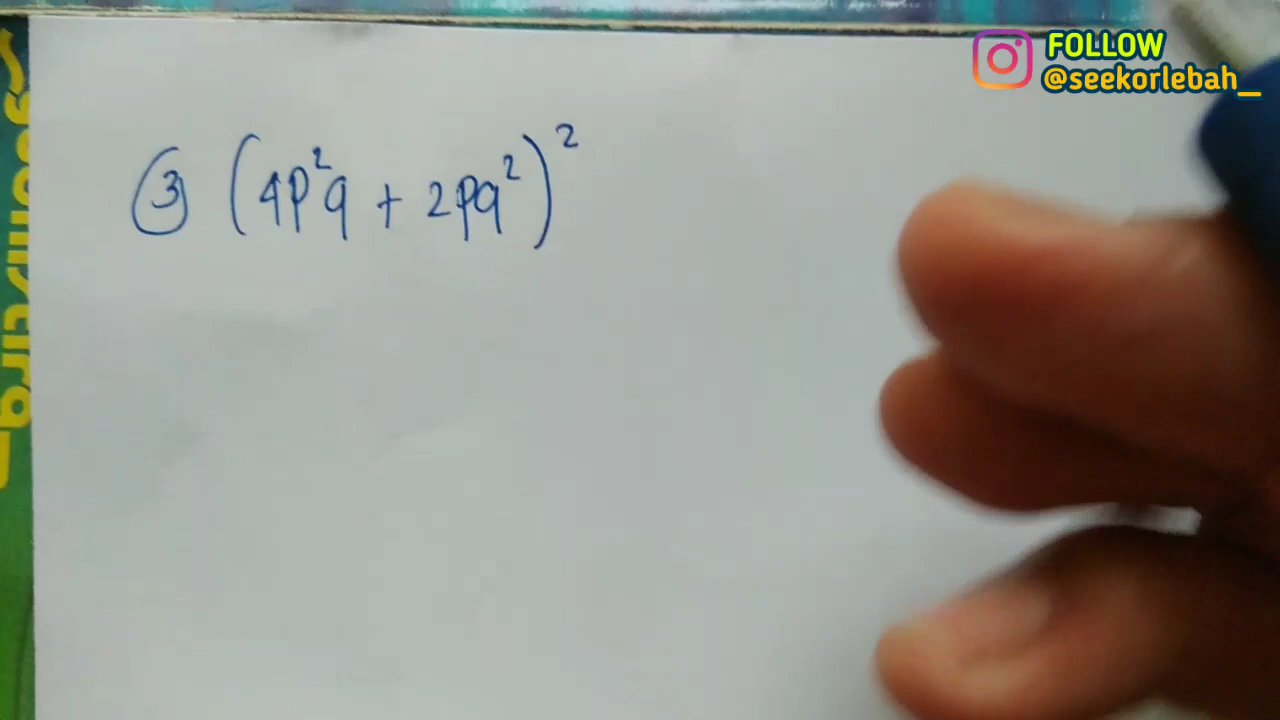 FOLLOW
@seekorlebah_
③ (4p²q + 2pq²)²